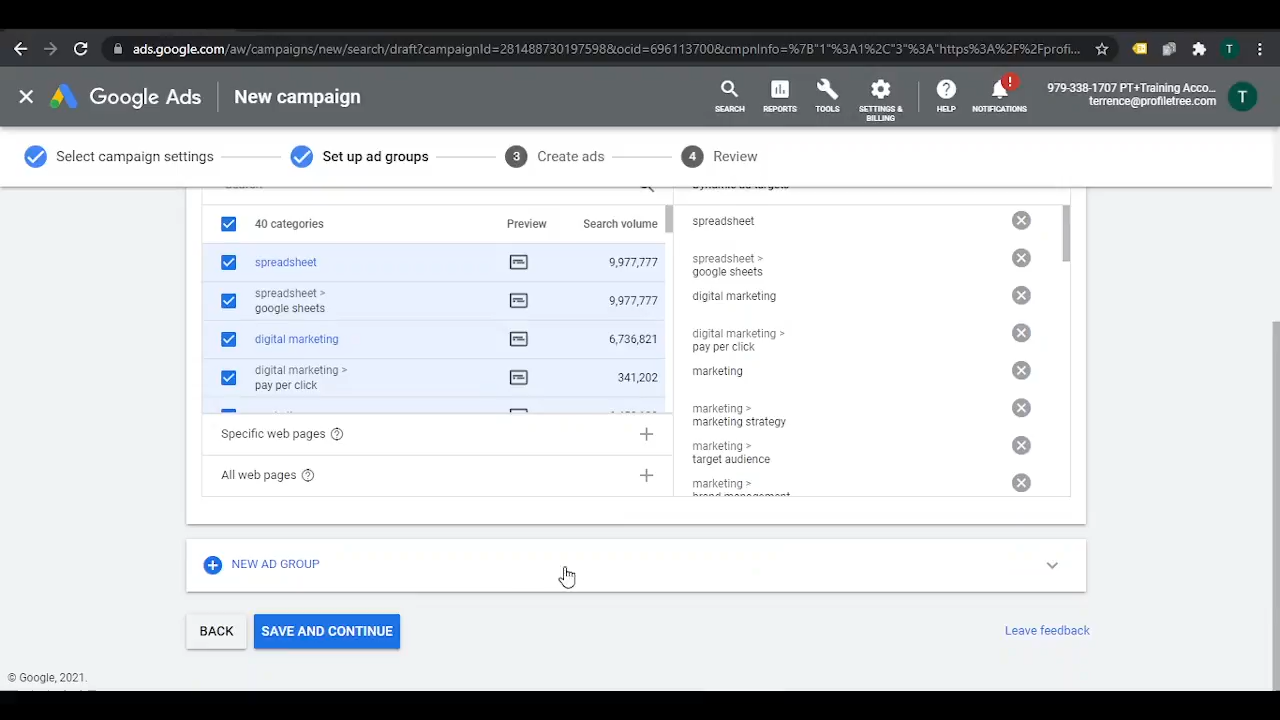 ads.google.com/aw/campaigns/new/search/draft?campaignId=281488730197598&ocid=696113700&cmpnInfo=%7B"1"%3A1%2C"3"%3A"https%3A%2F%2Fprofi...
T
Google Ads
New campaign
SEARCH
REPORTS
TOOLS
SETTINGS &
BILLING
HELP
!
NOTIFICATIONS
979-338-1707 PT+Training Acco...
terrence@profiletree.com
T
Select campaign settings
Set up ad groups
3 Create ads
4 Review
Search
Dynamic ad targets
40 categories Preview Search volume
spreadsheet 9,977,777
spreadsheet >
google sheets 9,977,777
digital marketing 6,736,821
digital marketing >
pay per click 341,202
Specific web pages ?
All web pages ?
spreadsheet
spreadsheet >
google sheets
digital marketing
digital marketing >
pay per click
marketing
marketing >
marketing strategy
marketing >
target audience
marketing >
brand management
NEW AD GROUP
BACK
SAVE AND CONTINUE
Leave feedback
© Google, 2021.